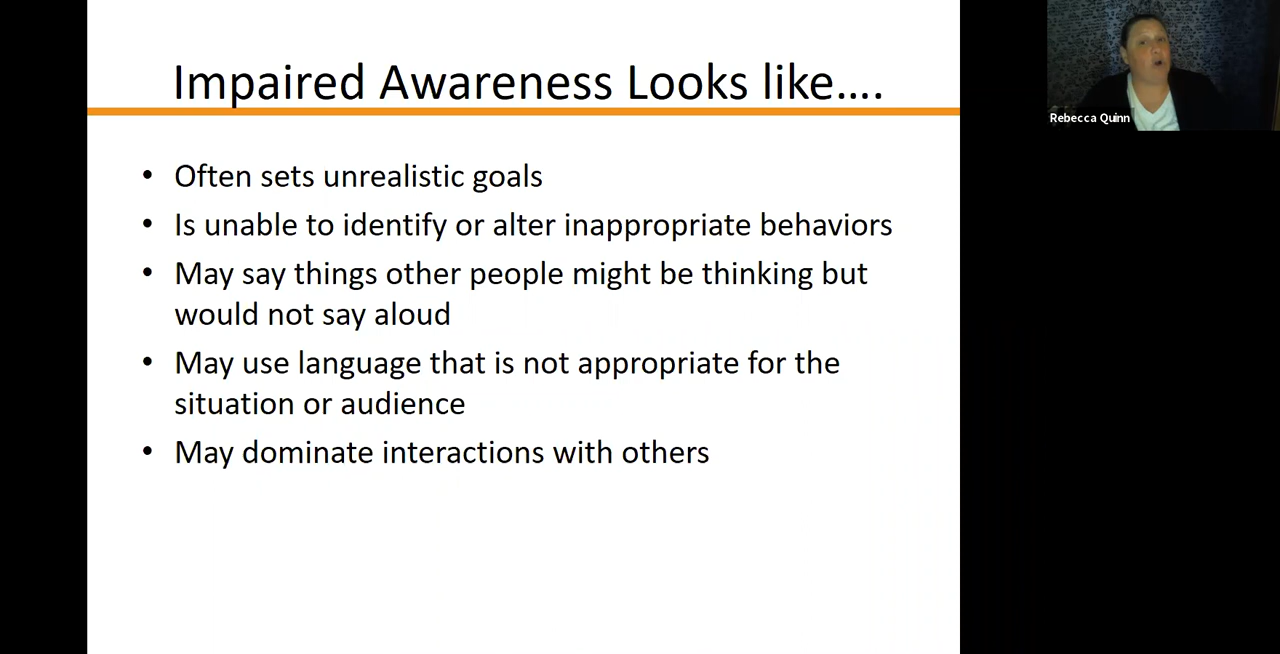 Impaired Awareness Looks like….
• Often sets unrealistic goals
• Is unable to identify or alter inappropriate behaviors
• May say things other people might be thinking but
would not say aloud
• May use language that is not appropriate for the
situation or audience
• May dominate interactions with others
Rebecca Quinn